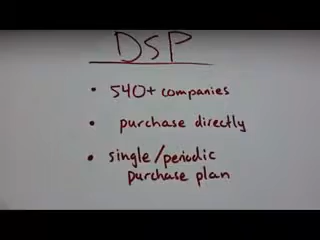 DSP
• 540+ companies
• purchase directly
• single/periodic
purchase plan